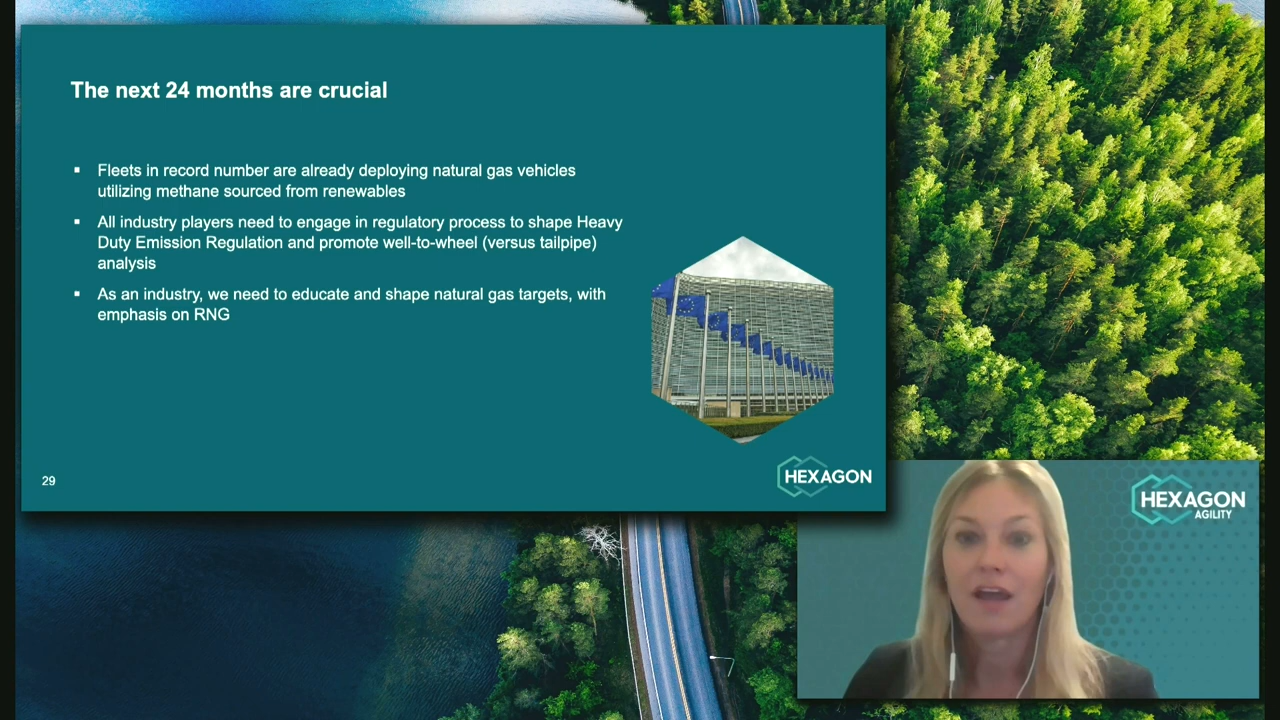 The next 24 months are crucial
▪ Fleets in record number are already deploying natural gas vehicles
utilizing methane sourced from renewables
▪ All industry players need to engage in regulatory process to shape Heavy
Duty Emission Regulation and promote well-to-wheel (versus tailpipe)
analysis
▪ As an industry, we need to educate and shape natural gas targets, with
emphasis on RNG
29
HEXAGON
HEXAGON
AGILITY